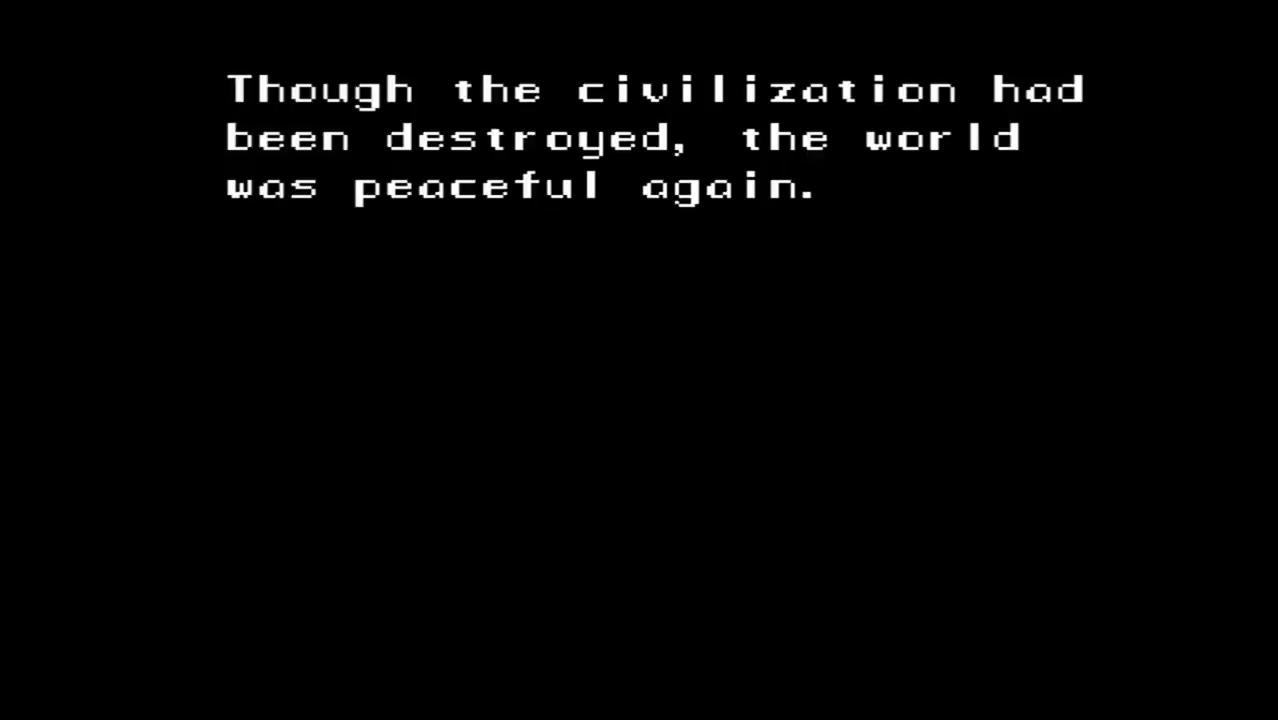 Though the civilization had
been destroyed, the world
was peaceful again.